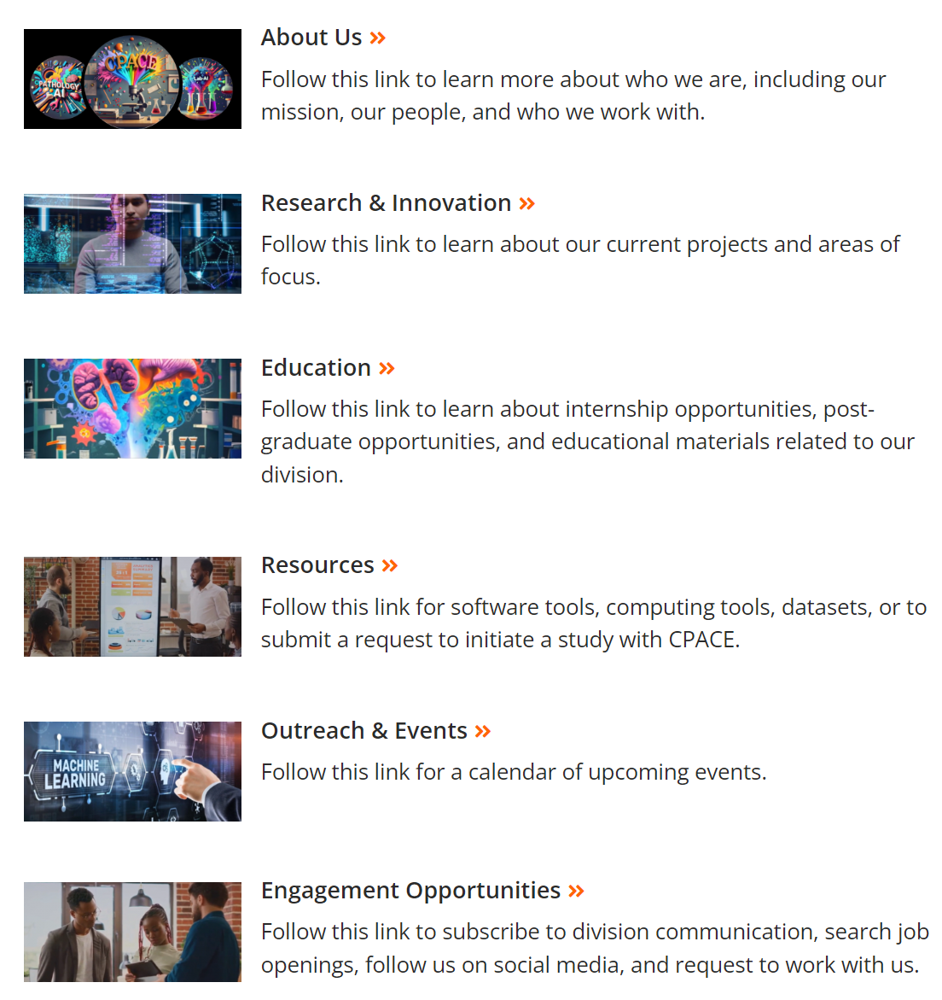 About Us »
PATHOLOGY
AI
CPACE
Lab-AI
Follow this link to learn more about who we are, including our
mission, our people, and who we work with.
Research & Innovation »
Follow this link to learn about our current projects and areas of
focus.
Education »
Follow this link to learn about internship opportunities, post-
graduate opportunities, and educational materials related to our
division.
Resources »
Follow this link for software tools, computing tools, datasets, or to
submit a request to initiate a study with CPACE.
Outreach & Events »
MACHINE
LEARNING
Follow this link for a calendar of upcoming events.
Engagement Opportunities »
Follow this link to subscribe to division communication, search job
openings, follow us on social media, and request to work with us.